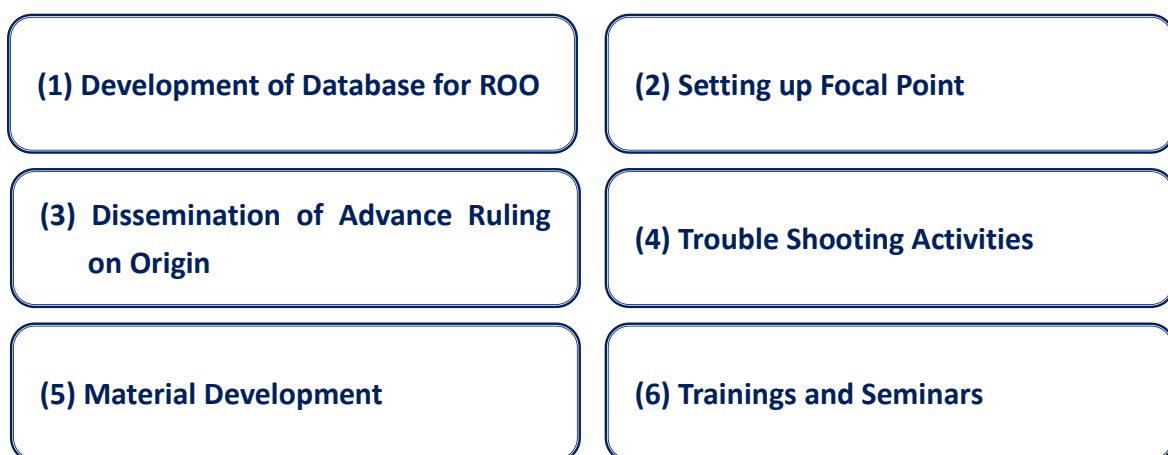 (1) Development of Database for ROO
(2) Setting up Focal Point
(3) Dissemination of Advance Ruling
on Origin
(4) Trouble Shooting Activities
(5) Material Development
(6) Trainings and Seminars